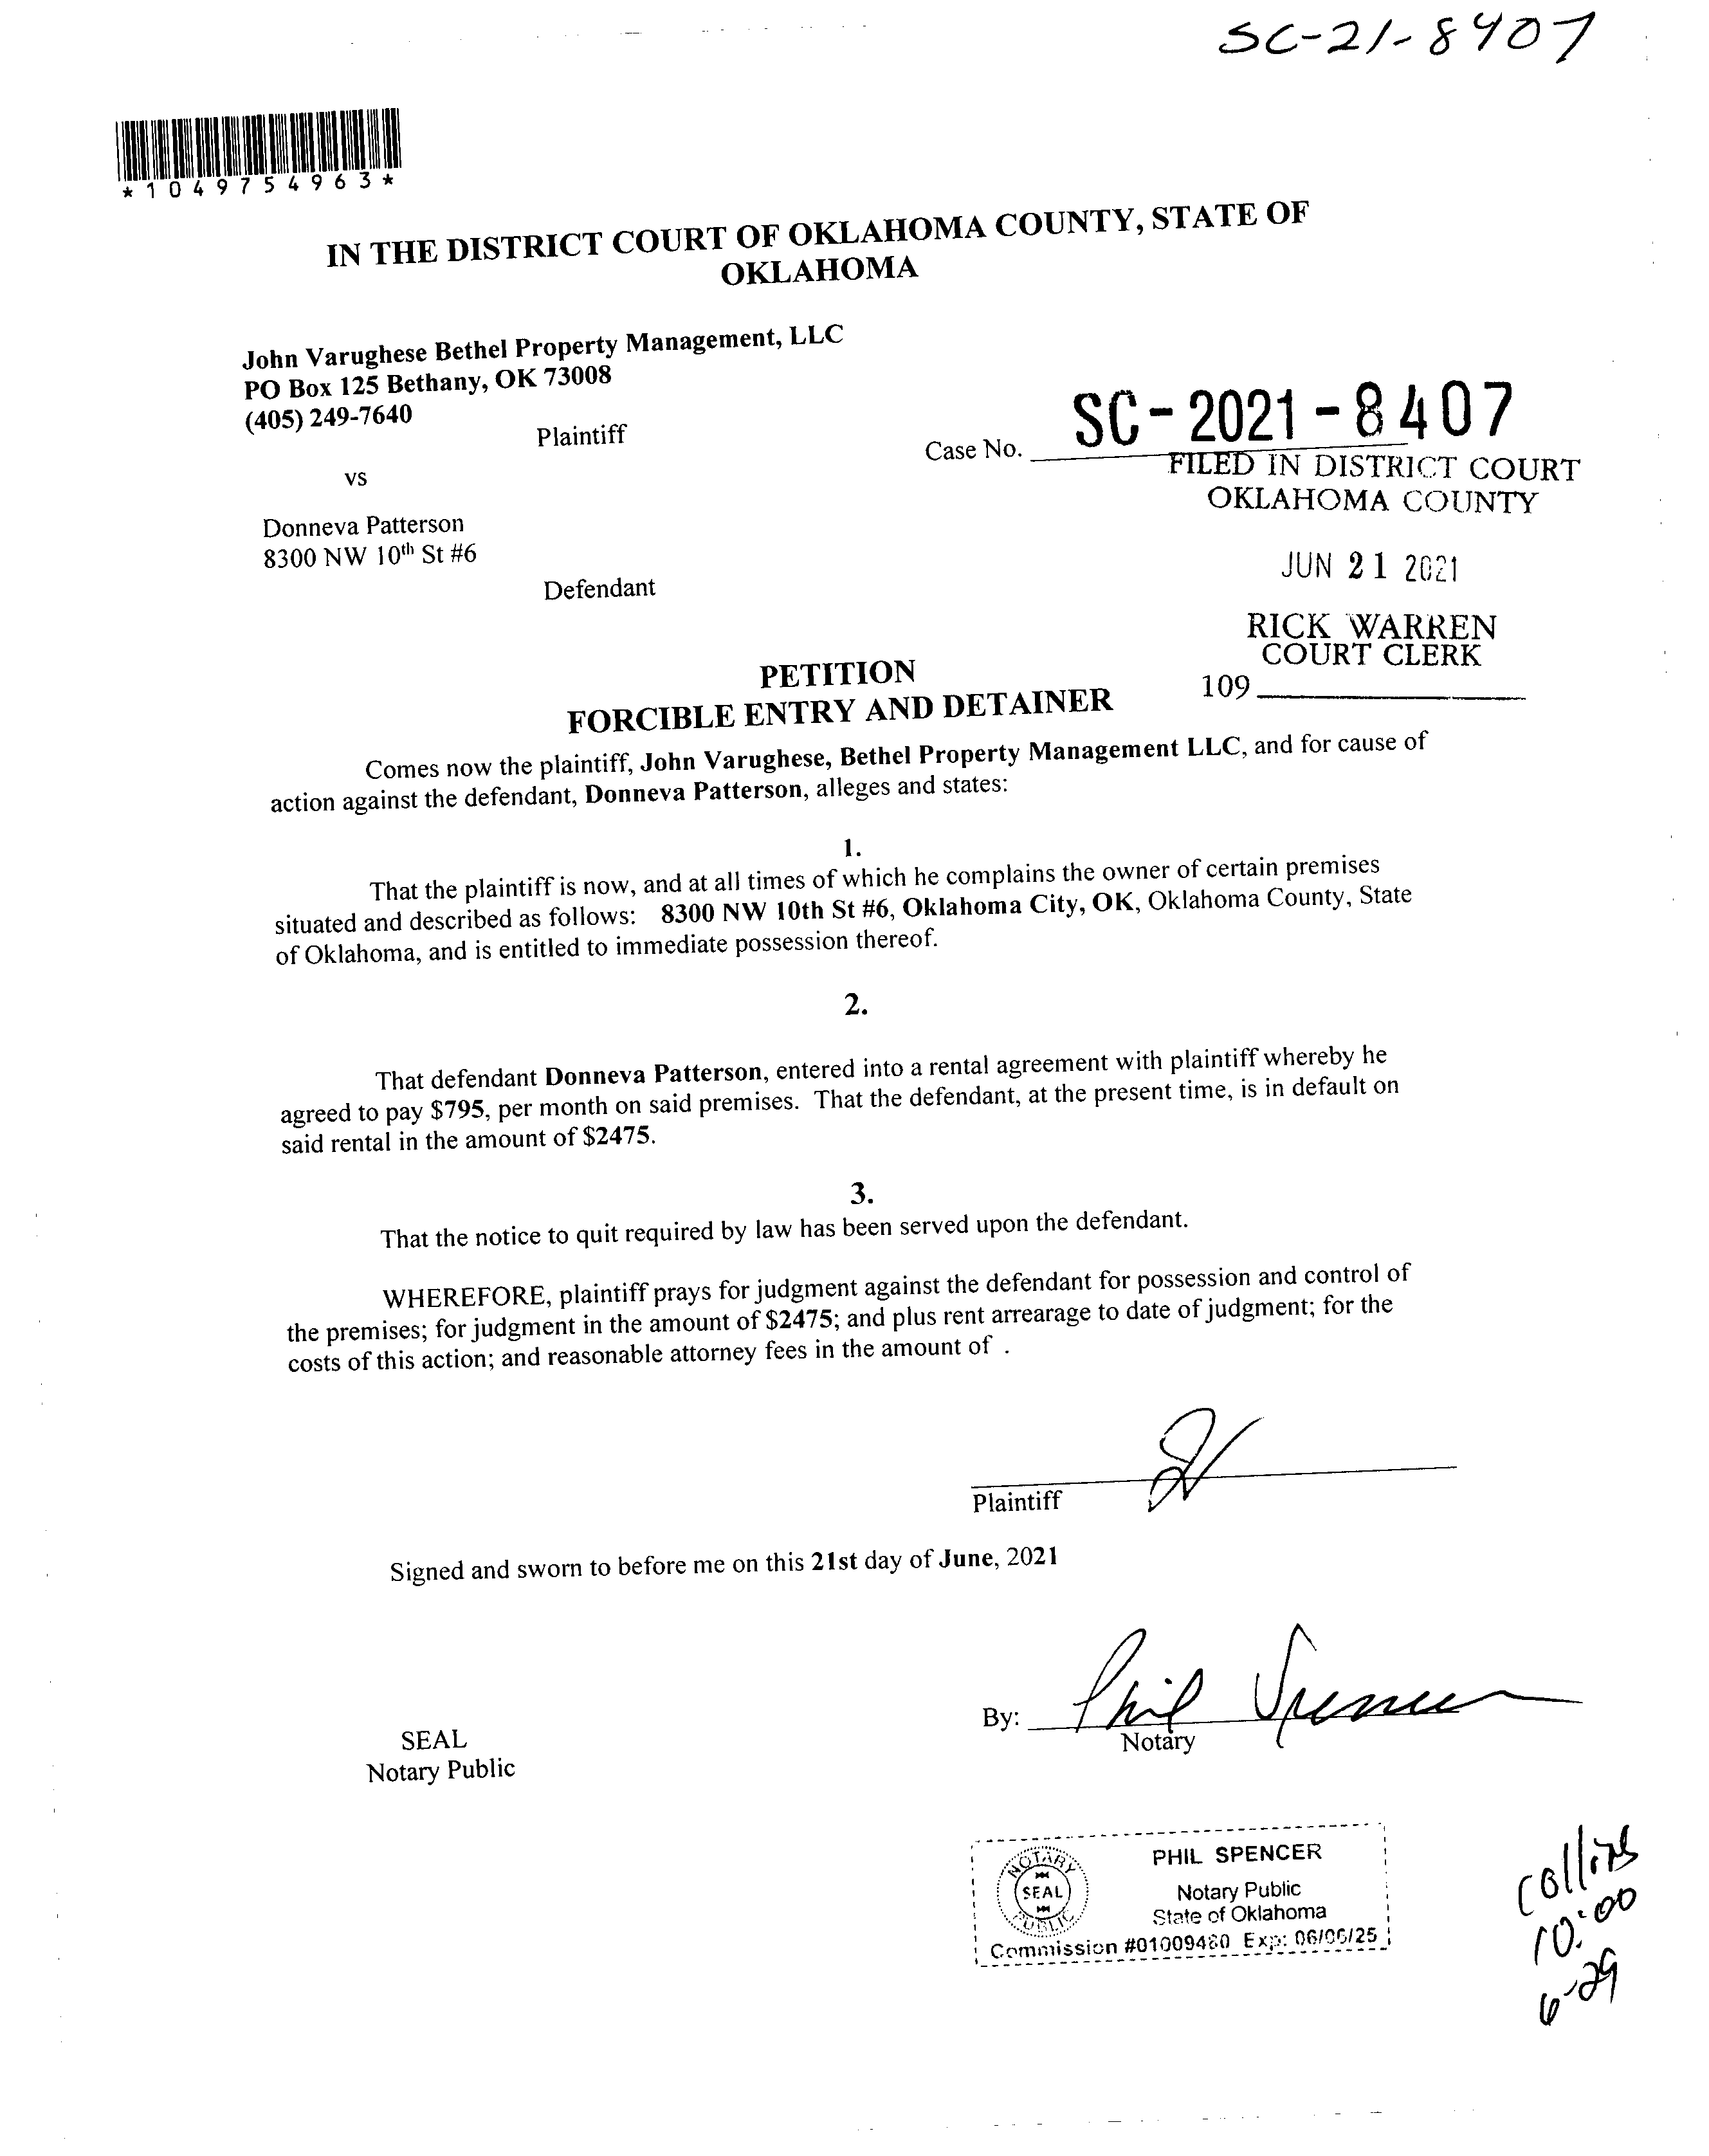 SC-21-8407
*1049754963*
IN THE DISTRICT COURT OF OKLAHOMA COUNTY, STATE OF
OKLAHOMA
John Varughese Bethel Property Management, LLC
PO Box 125 Bethany, OK 73008
(405) 249-7640
Plaintiff
vs
Donneva Patterson
8300 NW 10th St #6
Defendant
Case No. SC-2021-8407
FILED IN DISTRICT COURT
OKLAHOMA COUNTY
JUN 21 2021
RICK WARREN
COURT CLERK
109
PETITION
FORCIBLE ENTRY AND DETAINER
Comes now the plaintiff, John Varughese, Bethel Property Management LLC, and for cause of
action against the defendant, Donneva Patterson, alleges and states:
1.
That the plaintiff is now, and at all times of which he complains the owner of certain premises
situated and described as follows: 8300 NW 10th St #6, Oklahoma City, OK, Oklahoma County, State
of Oklahoma, and is entitled to immediate possession thereof.
2.
That defendant Donneva Patterson, entered into a rental agreement with plaintiff whereby he
agreed to pay $795, per month on said premises. That the defendant, at the present time, is in default on
said rental in the amount of $2475.
3.
That the notice to quit required by law has been served upon the defendant.
WHEREFORE, plaintiff prays for judgment against the defendant for possession and control of
the premises; for judgment in the amount of $2475; and plus rent arrearage to date of judgment; for the
costs of this action; and reasonable attorney fees in the amount of .
Plaintiff
Signed and sworn to before me on this 21st day of June, 2021
By: Phil Spencer
Notary
SEAL
Notary Public
NOTARY
SEAL
PUBLIC
PHIL SPENCER
Notary Public
State of Oklahoma
Commission #01009480 Exp: 06/06/25
Collins
10:00
6-29